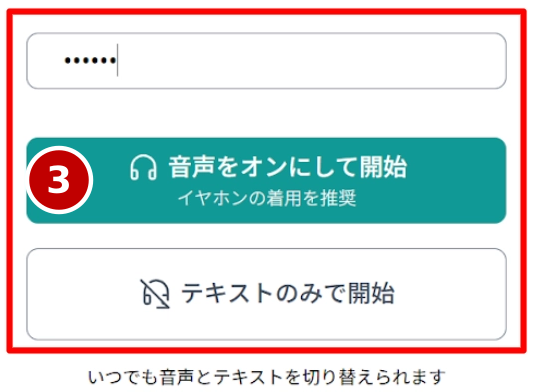 ••••••
3
音声をオンにして開始
イヤホンの着用を推奨
テキストのみで開始
いつでも音声とテキストを切り替えられます